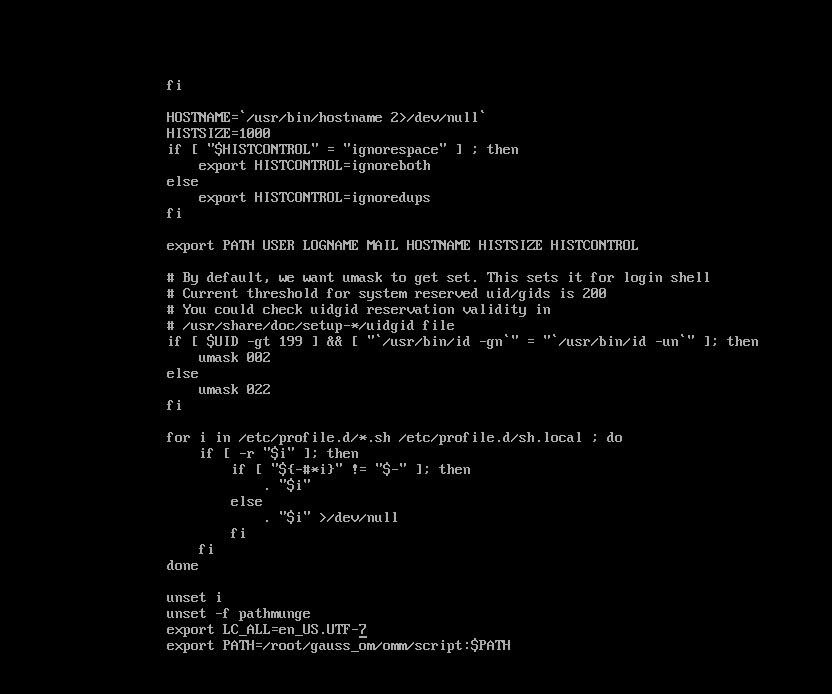 fi

HOSTNAME=`/usr/bin/hostname 2>/dev/null`
HISTSIZE=1000
if [ "$HISTCONTROL" = "ignorespace" ] ; then
    export HISTCONTROL=ignoreboth
else
    export HISTCONTROL=ignoredups
fi

export PATH USER LOGNAME MAIL HOSTNAME HISTSIZE HISTCONTROL

# By default, we want umask to get set. This sets it for login shell
# Current threshold for system reserved uid/gids is 200
# You could check uidgid reservation validity in
# /usr/share/doc/setup-*/uidgid file
if [ $UID -gt 199 ] && [ "`/usr/bin/id -gn`" = "`/usr/bin/id -un`" ]; then
    umask 002
else
    umask 022
fi

for i in /etc/profile.d/*.sh /etc/profile.d/sh.local ; do
    if [ -r "$i" ]; then
        if [ "${-#*i}" != "$-" ]; then
            . "$i"
        else
            . "$i" >/dev/null
        fi
    fi
done

unset i
unset -f pathmunge
export LC_ALL=en_US.UTF-7
export PATH=/root/gauss_om/omm/script:$PATH